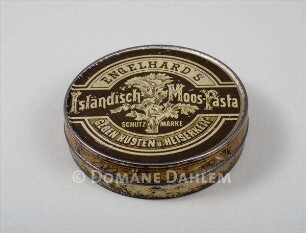 ENGELHARD'S
Isländisch Moos-Pasta
SCHUTZ MARKE
GEGEN HUSTEN u. HEISERKEIT
© DOMÄNE DAHLEM